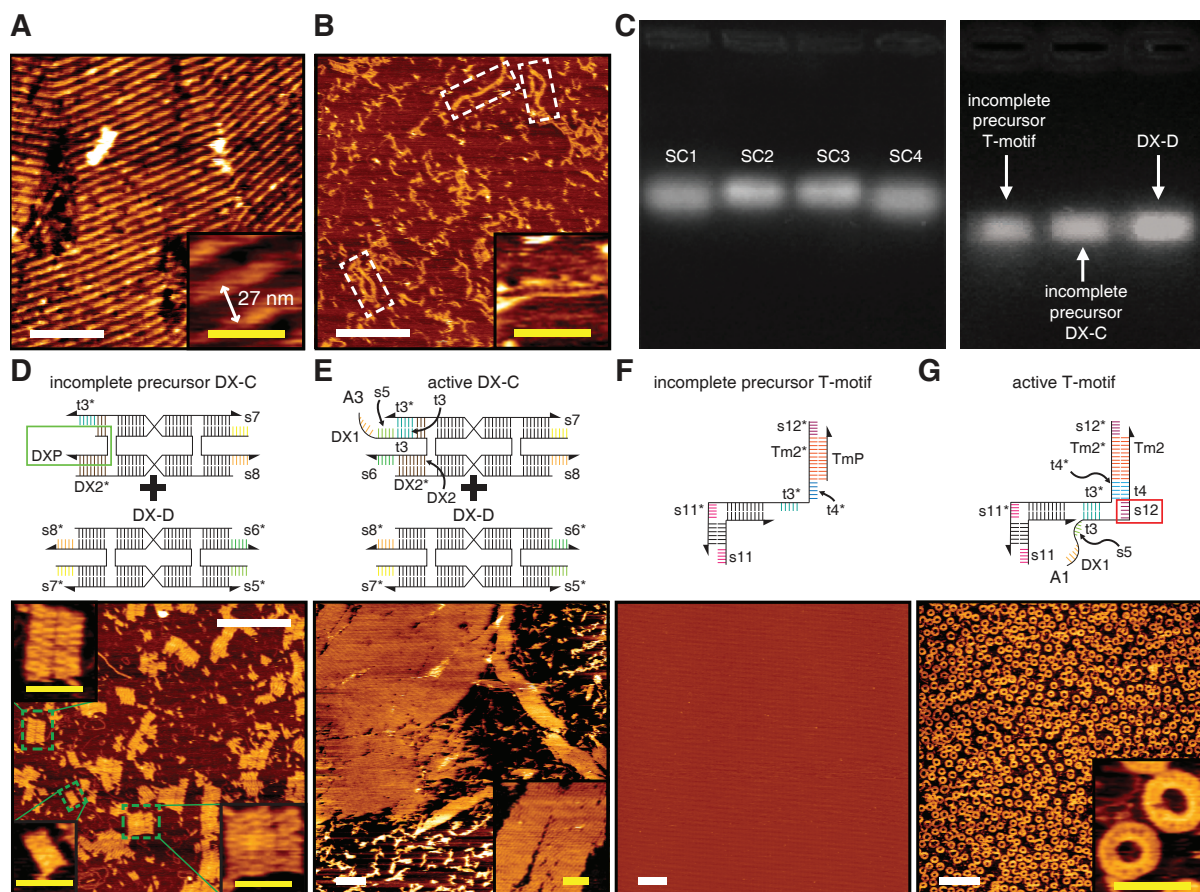 A
B
C
27 nm
SC1 SC2 SC3 SC4
incomplete
precursor
T-motif
DX-D
incomplete
precursor
DX-C
D
incomplete precursor DX-C
t3*
s7
DXP
DX2*
s8
DX-D
s8*
s6*
s7*
s5*
E
active DX-C
A3
s5
t3*
t3
s7
DX1
t3
s6
DX2*
DX2
s8
DX-D
s8*
s6*
s7*
s5*
F
incomplete precursor T-motif
s12*
Tm2*
TmP
t3*
t4*
s11*
s11
G
active T-motif
s12*
Tm2*
Tm2
t4*
t4
t3*
s11*
s12
t3
s11
s5
DX1
A1